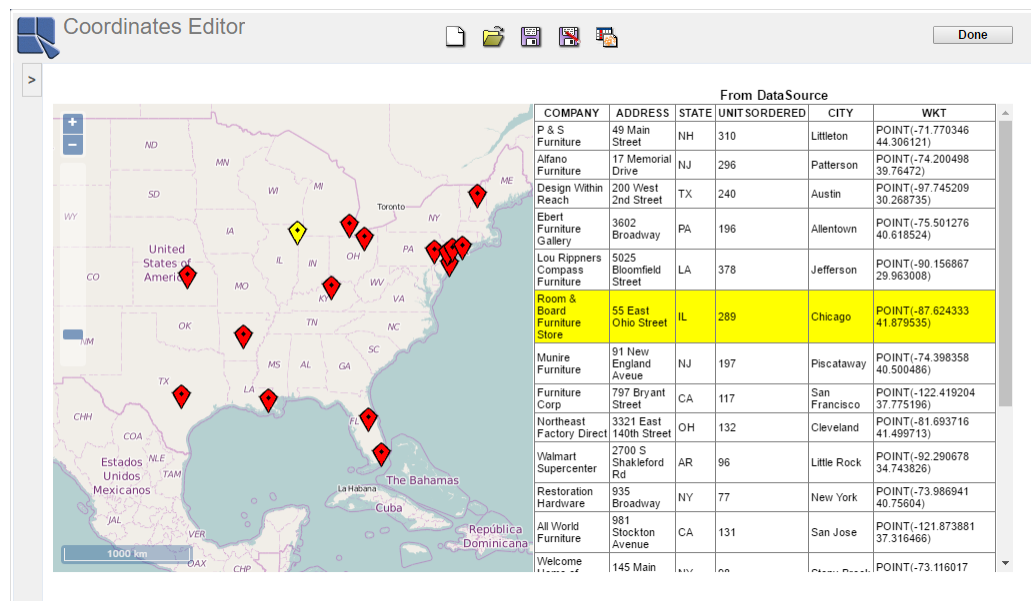 Coordinates Editor
Done
>
From DataSource
COMPANY ADDRESS STATE UNITSORDERED CITY WKT
P & S Furniture 49 Main Street NH 310 Littleton POINT(-71.770346 44.306121)
Alfano Furniture 17 Memorial Drive NJ 296 Patterson POINT(-74.200498 39.76472)
Design Within Reach 200 West 2nd Street TX 240 Austin POINT(-97.745209 30.268735)
Ebert Furniture Gallery 3602 Broadway PA 196 Allentown POINT(-75.501276 40.618524)
Lou Rippners Compass Furniture 5025 Bloomfield Street LA 378 Jefferson POINT(-90.156867 29.963008)
Room & Board Furniture Store 55 East Ohio Street IL 289 Chicago POINT(-87.624333 41.879535)
Munire Furniture 91 New England Aveue NJ 197 Piscataway POINT(-74.398358 40.500486)
Furniture Corp 797 Bryant Street CA 117 San Francisco POINT(-122.419204 37.775196)
Northeast Factory Direct 3321 East 140th Street OH 132 Cleveland POINT(-81.693716 41.499713)
Walmart Supercenter 2700 S Shakleford Rd AR 96 Little Rock POINT(-92.290678 34.743826)
Restoration Hardware 935 Broadway NY 77 New York POINT(-73.986941 40.75604)
All World Furniture 981 Stockton Avenue CA 131 San Jose POINT(-121.873881 37.316466)
Welcome 145 Main POINT(-73.116017
+
−
ND
MN
ME
SD
WI
MI
Toronto
WY
IA
NY
United States of America
IL
IN
OH
PA
CO
MO
KY
WV
VA
OK
TN
NC
NM
SC
MS
AL
GA
TX
LA
CHH
FL
COA
Estados Unidos Mexicanos
NLE
TAM
The Bahamas
La Habana
Cuba
JAL
VER
República Dominicana
1000 km
OAX
CHP